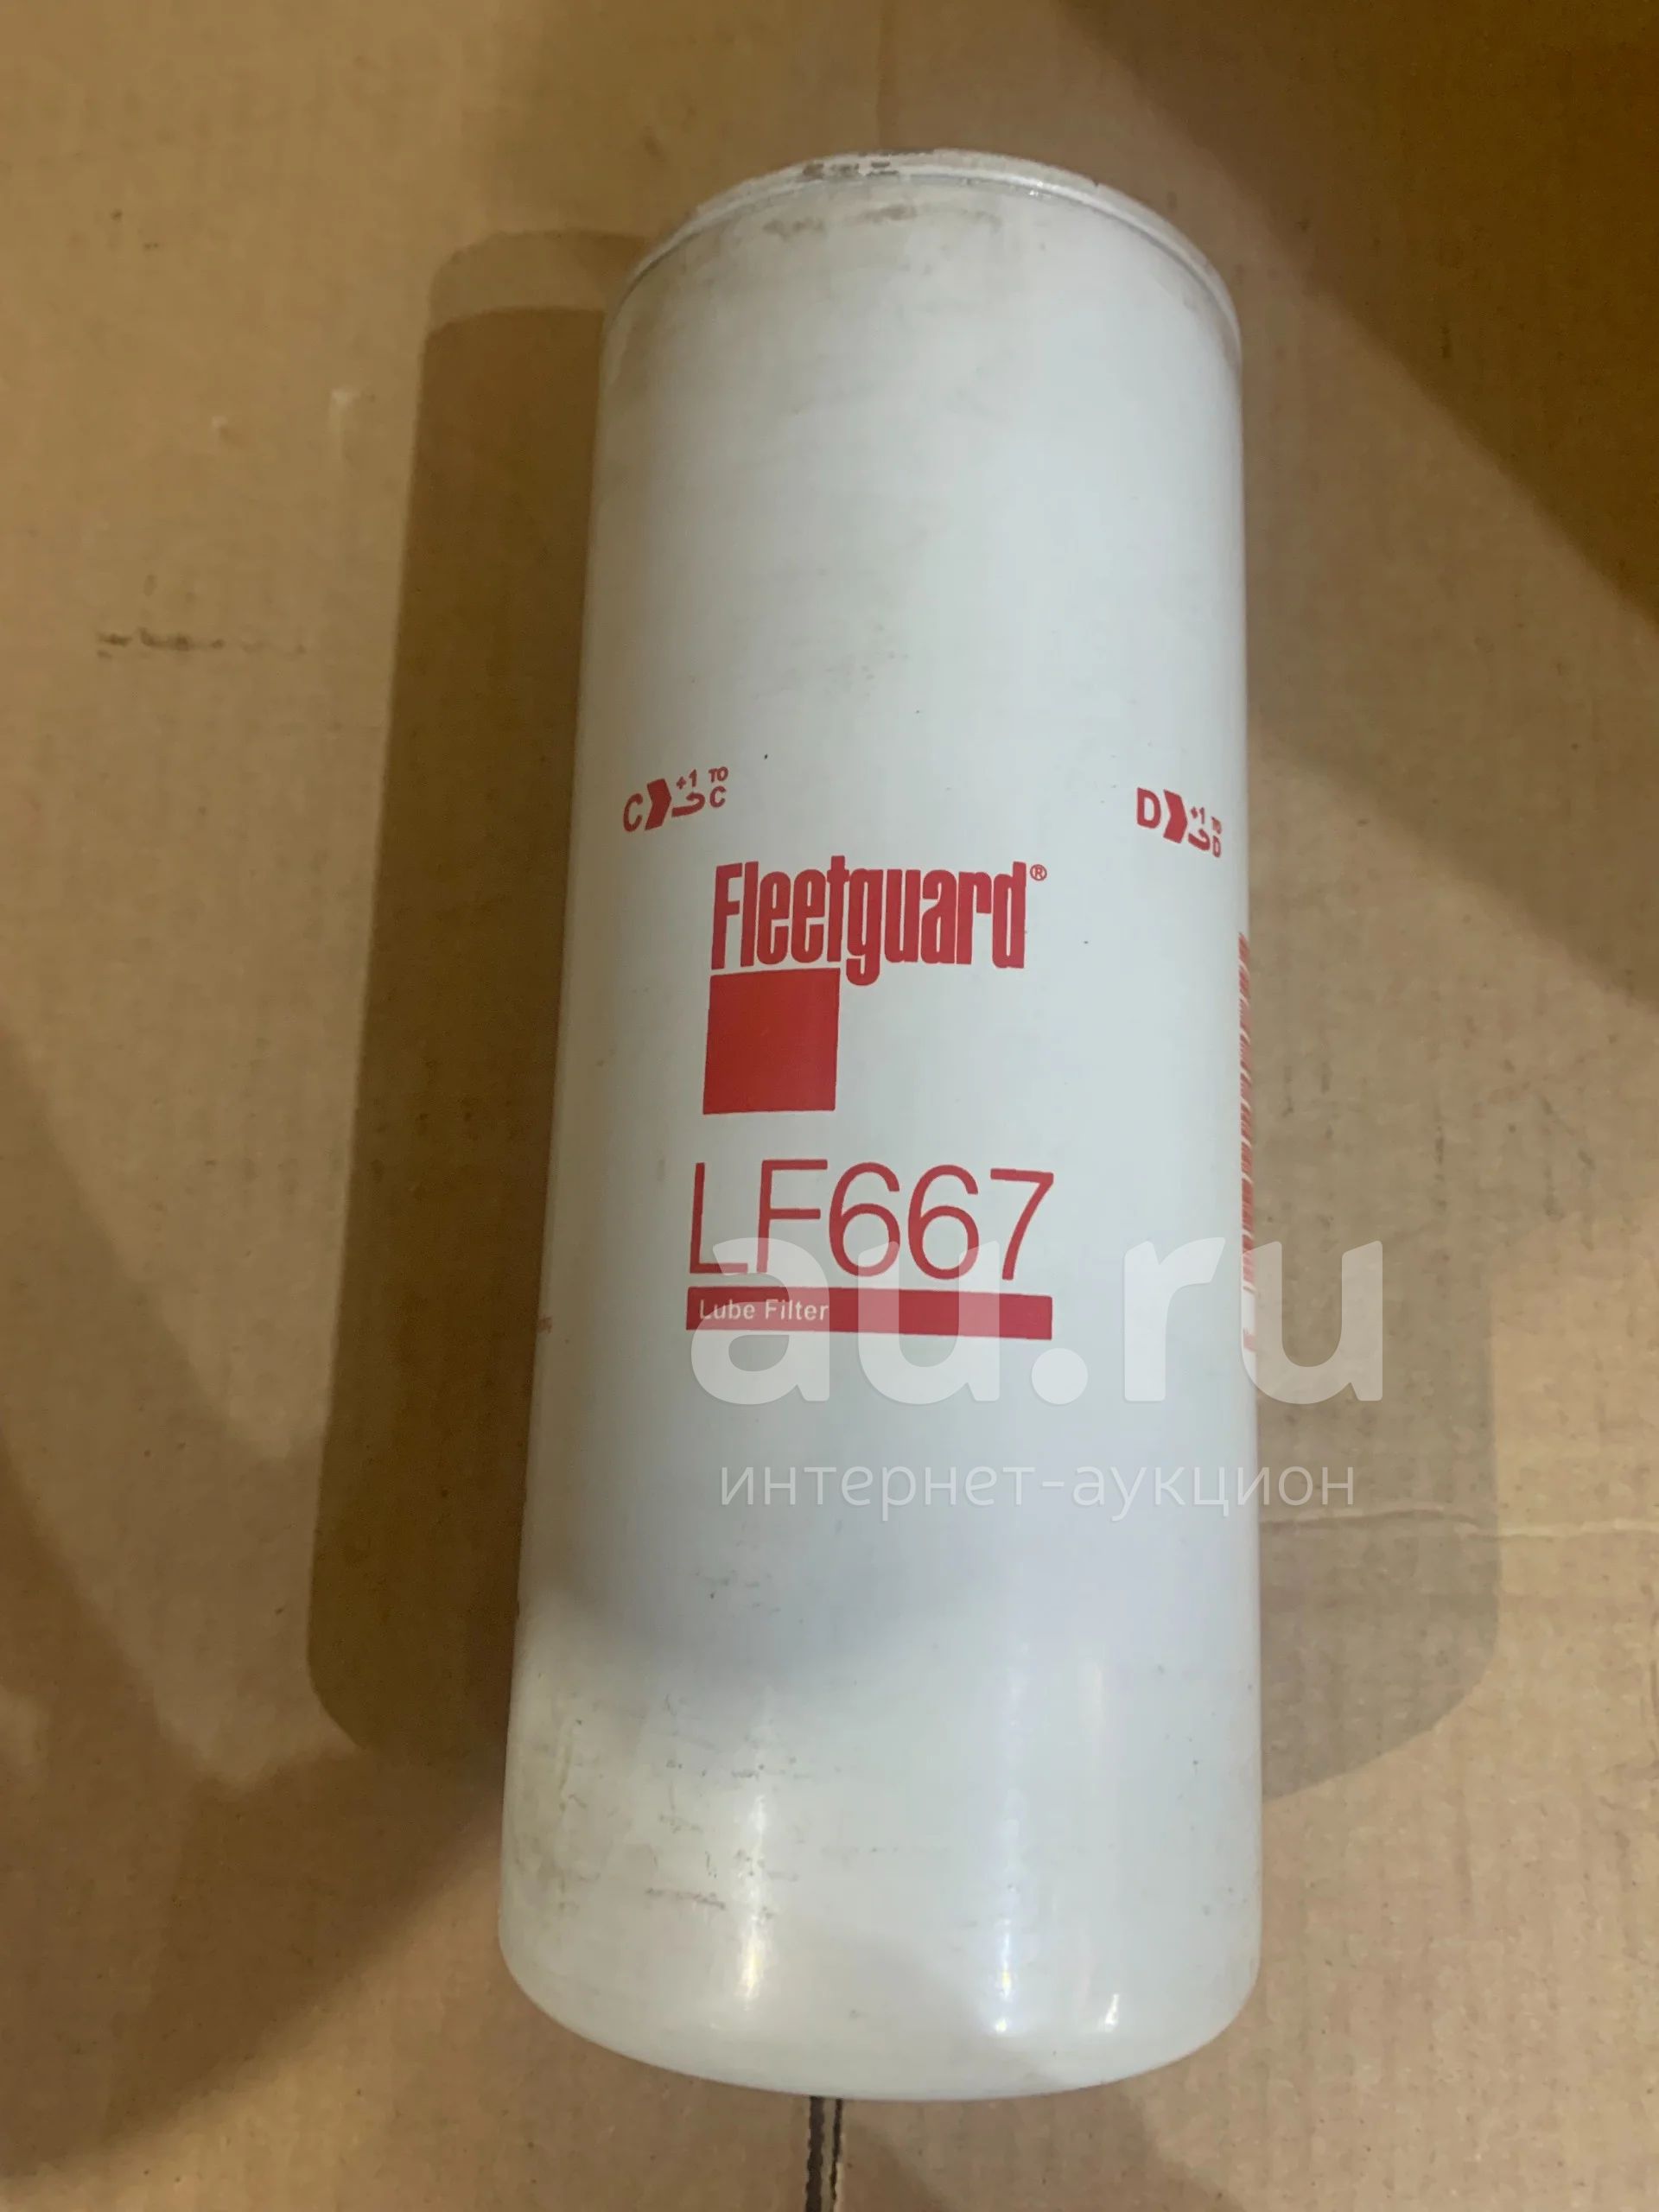 C +1 TO C
D +1 TO D
Fleetguard®
LF667
Lube Filter
au.ru
интернет-аукцион